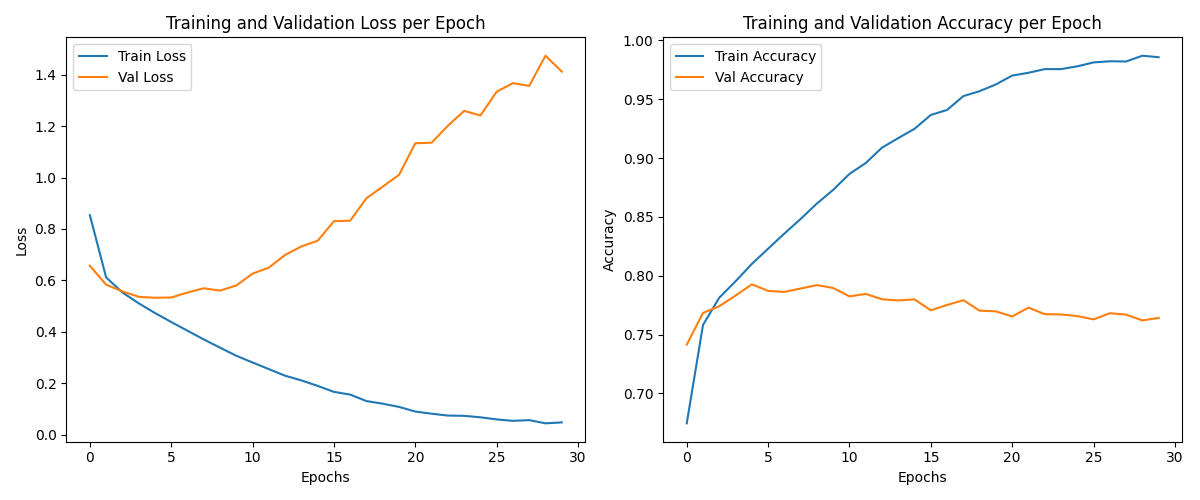 Training and Validation Loss per Epoch
Train Loss
Val Loss
1.4
1.2
1.0
0.8
0.6
0.4
0.2
0.0
Loss
0 5 10 15 20 25 30
Epochs
Training and Validation Accuracy per Epoch
Train Accuracy
Val Accuracy
1.00
0.95
0.90
0.85
0.80
0.75
0.70
Accuracy
0 5 10 15 20 25 30
Epochs